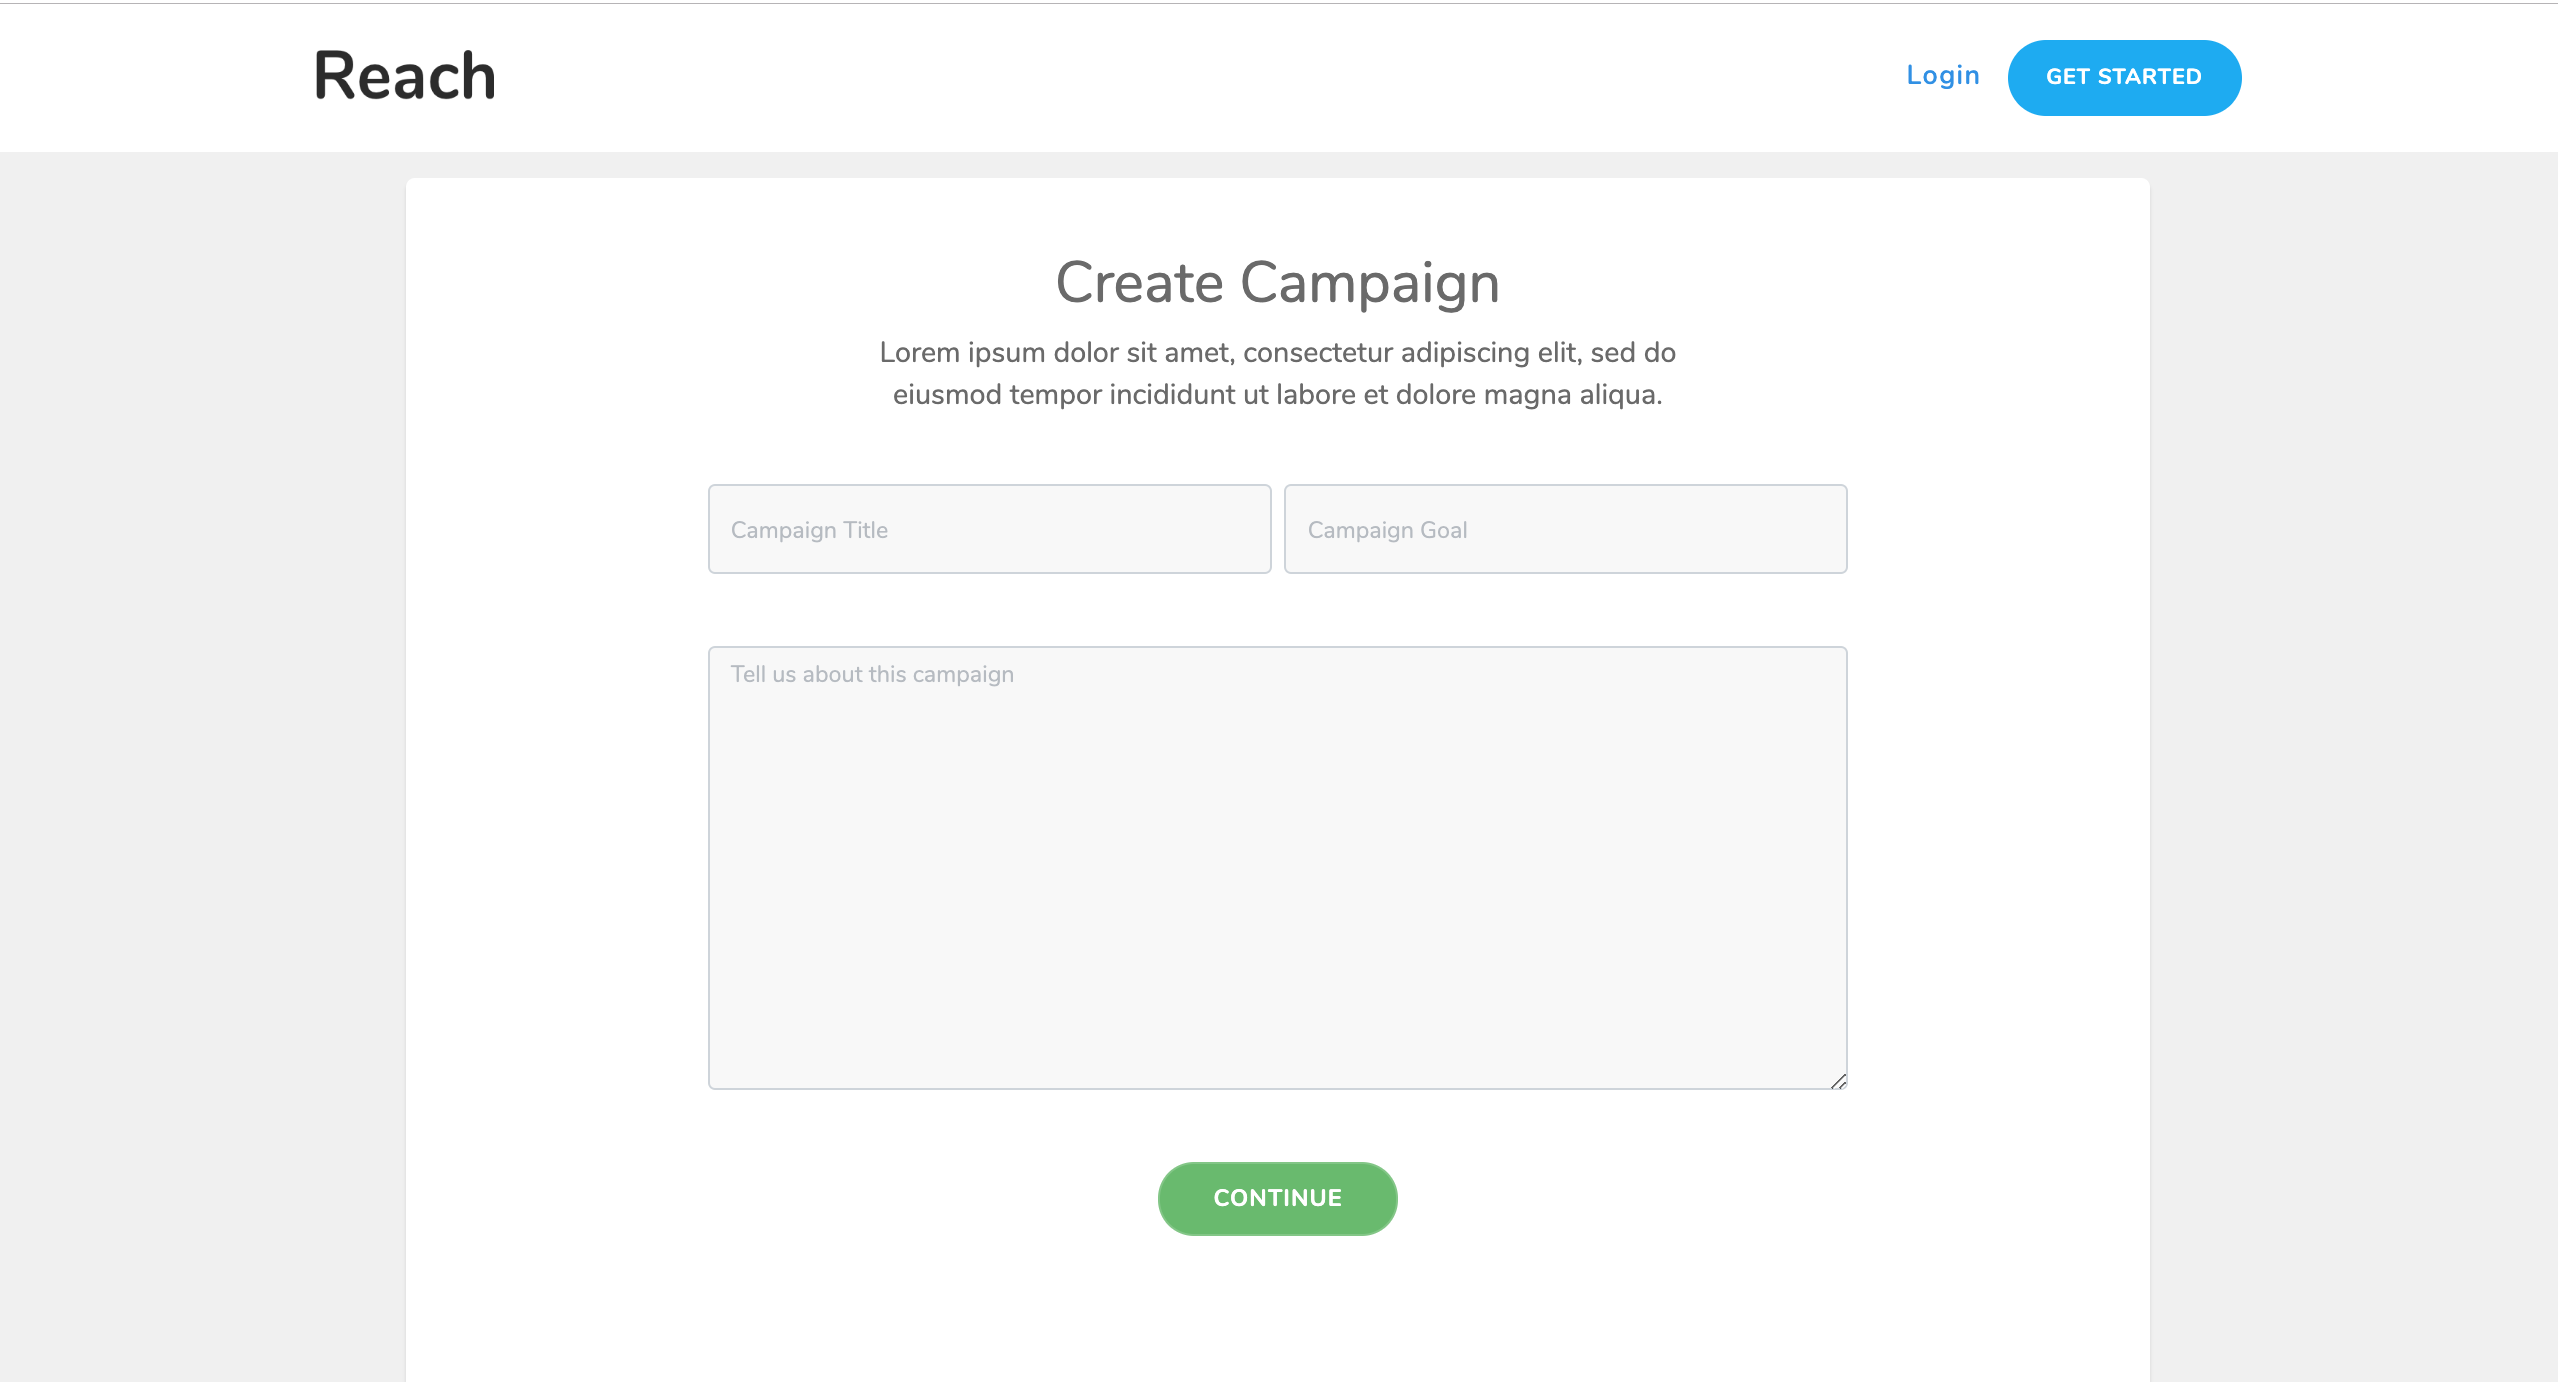 Reach
Login
GET STARTED
Create Campaign
Lorem ipsum dolor sit amet, consectetur adipiscing elit, sed do
eiusmod tempor incididunt ut labore et dolore magna aliqua.
Campaign Title
Campaign Goal
Tell us about this campaign
CONTINUE